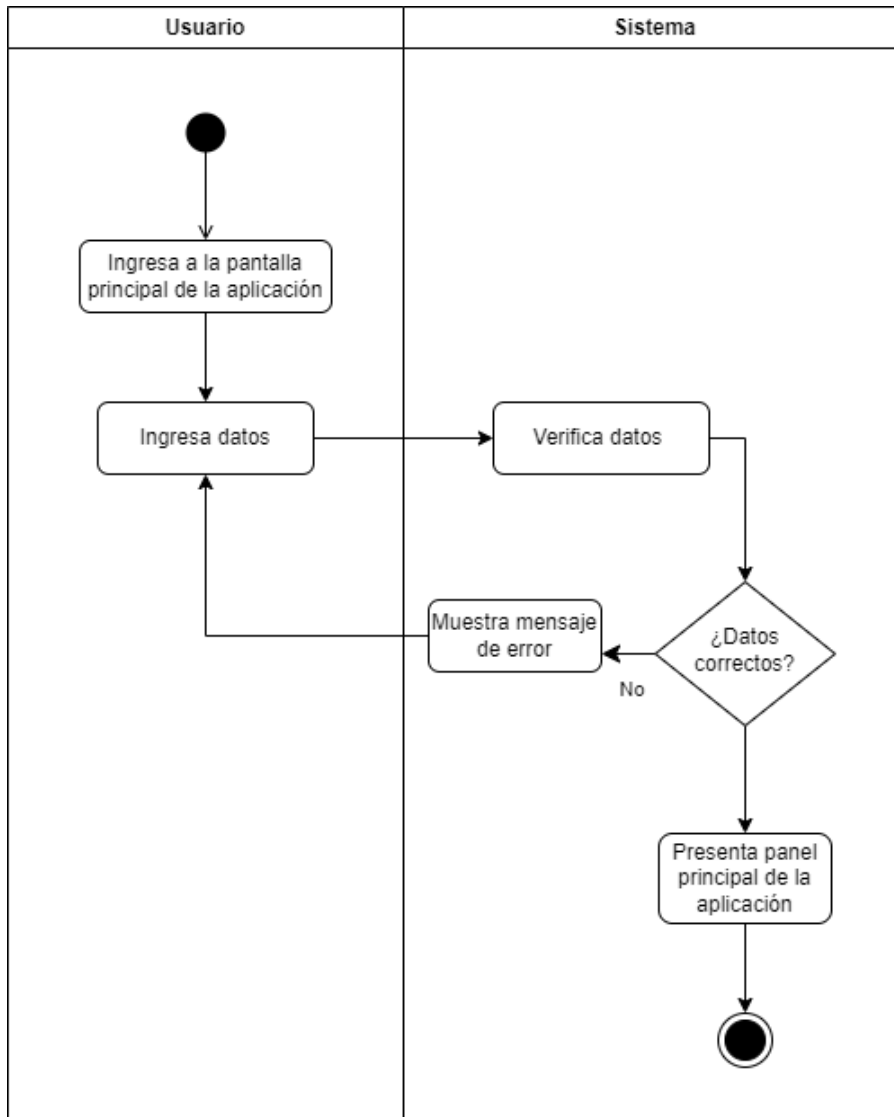 Usuario
Sistema
Ingresa a la pantalla
principal de la aplicación
Ingresa datos
Verifica datos
¿Datos
correctos?
No
Muestra mensaje
de error
Presenta panel
principal de la
aplicación